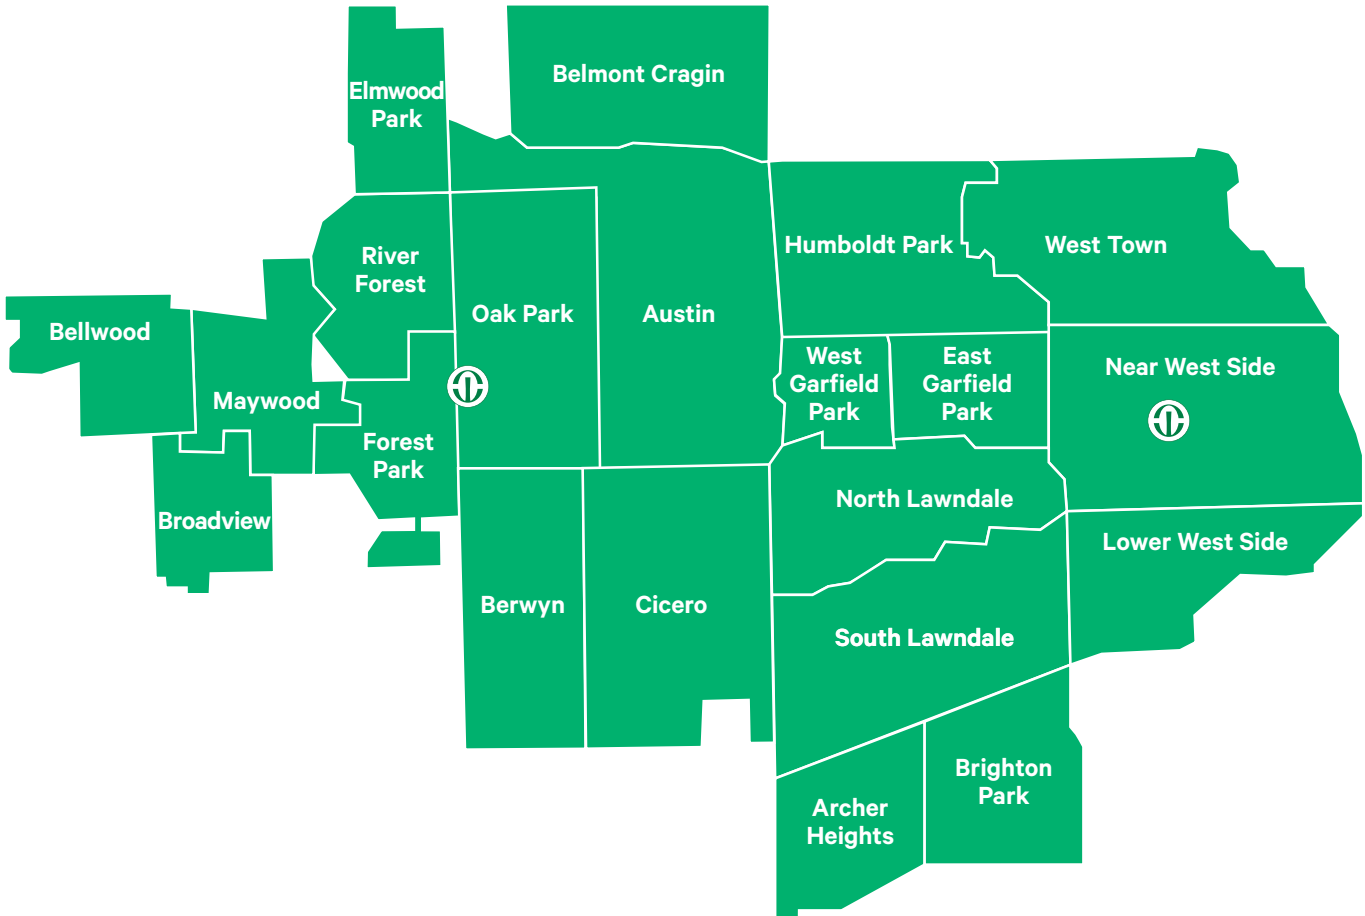 Belmont Cragin
Elmwood
Park
Humboldt Park
West Town
River
Forest
Oak Park
Austin
Bellwood
West
Garfield
Park
East
Garfield
Park
Near West Side
Maywood
Forest
Park
North Lawndale
Broadview
Lower West Side
Berwyn
Cicero
South Lawndale
Brighton
Park
Archer
Heights